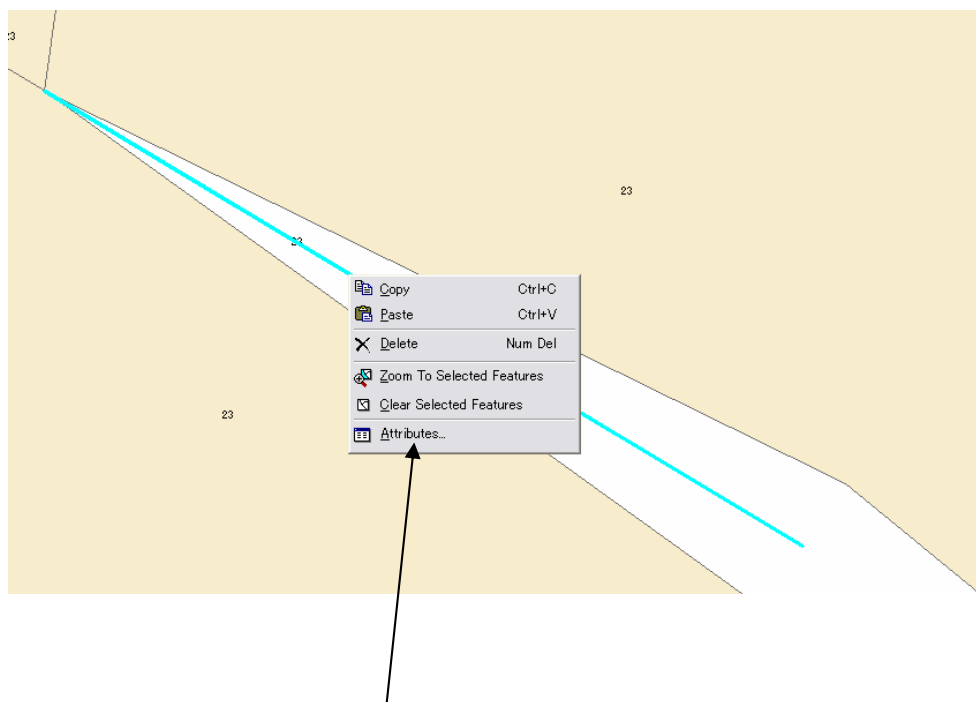 23
23
23
Copy Ctrl+C
Paste Ctrl+V
Delete Num Del
Zoom To Selected Features
Clear Selected Features
23
Attributes...